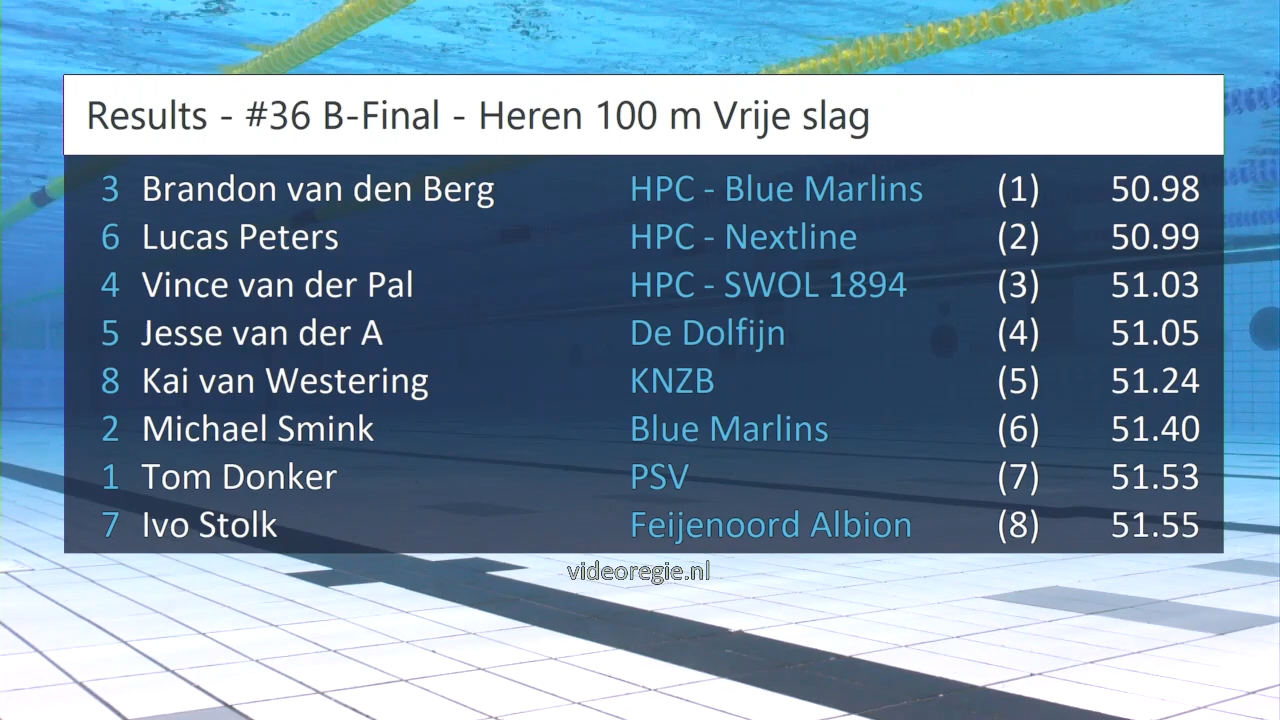 Results - #36 B-Final - Heren 100 m Vrije slag
3 Brandon van den Berg HPC - Blue Marlins (1) 50.98
6 Lucas Peters HPC - Nextline (2) 50.99
4 Vince van der Pal HPC - SWOL 1894 (3) 51.03
5 Jesse van der A De Dolfijn (4) 51.05
8 Kai van Westering KNZB (5) 51.24
2 Michael Smink Blue Marlins (6) 51.40
1 Tom Donker PSV (7) 51.53
7 Ivo Stolk Feijenoord Albion (8) 51.55
videoregie.nl